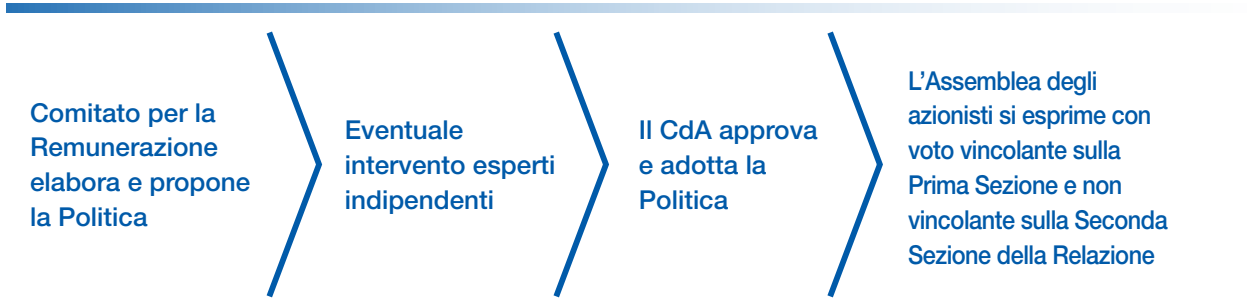 Comitato per la
Remunerazione
elabora e propone
la Politica
Eventuale
intervento esperti
indipendenti
Il CdA approva
e adotta la
Politica
L'Assemblea degli
azionisti si esprime con
voto vincolante sulla
Prima Sezione e non
vincolante sulla Seconda
Sezione della Relazione